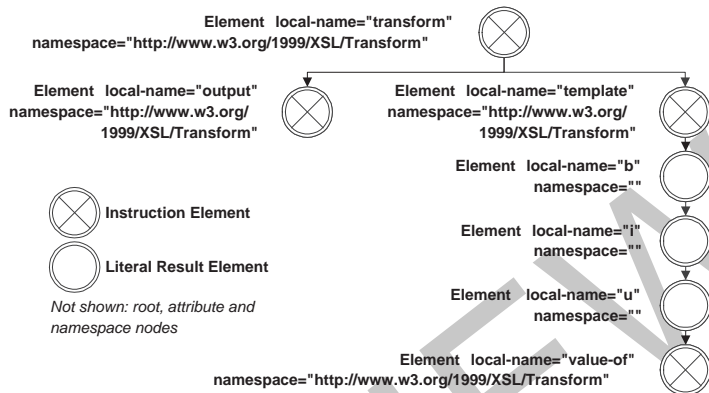 Element local-name="transform"
namespace="http://www.w3.org/1999/XSL/Transform"
Element local-name="output"
namespace="http://www.w3.org/
1999/XSL/Transform"
Element local-name="template"
namespace="http://www.w3.org/
1999/XSL/Transform"
Element local-name="b"
namespace=""
Instruction Element
Element local-name="i"
namespace=""
Literal Result Element
Not shown: root, attribute and
namespace nodes
Element local-name="u"
namespace=""
Element local-name="value-of"
namespace="http://www.w3.org/1999/XSL/Transform"